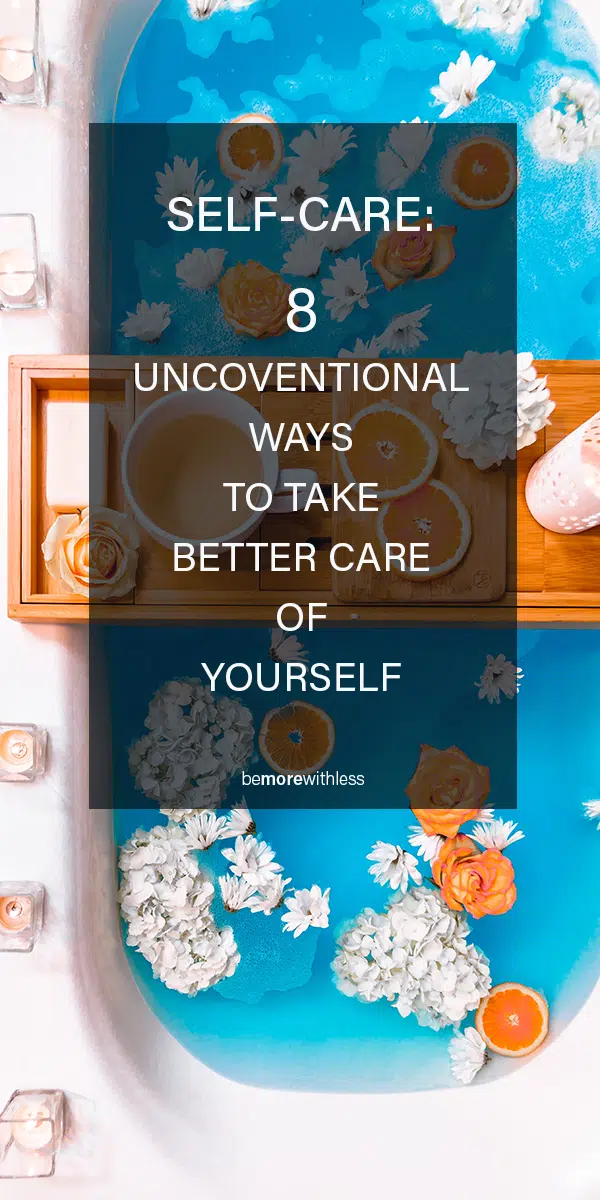 SELF-CARE:
8
UNCOVENTIONAL
WAYS
TO TAKE
BETTER CARE
OF
YOURSELF
bemorewithless